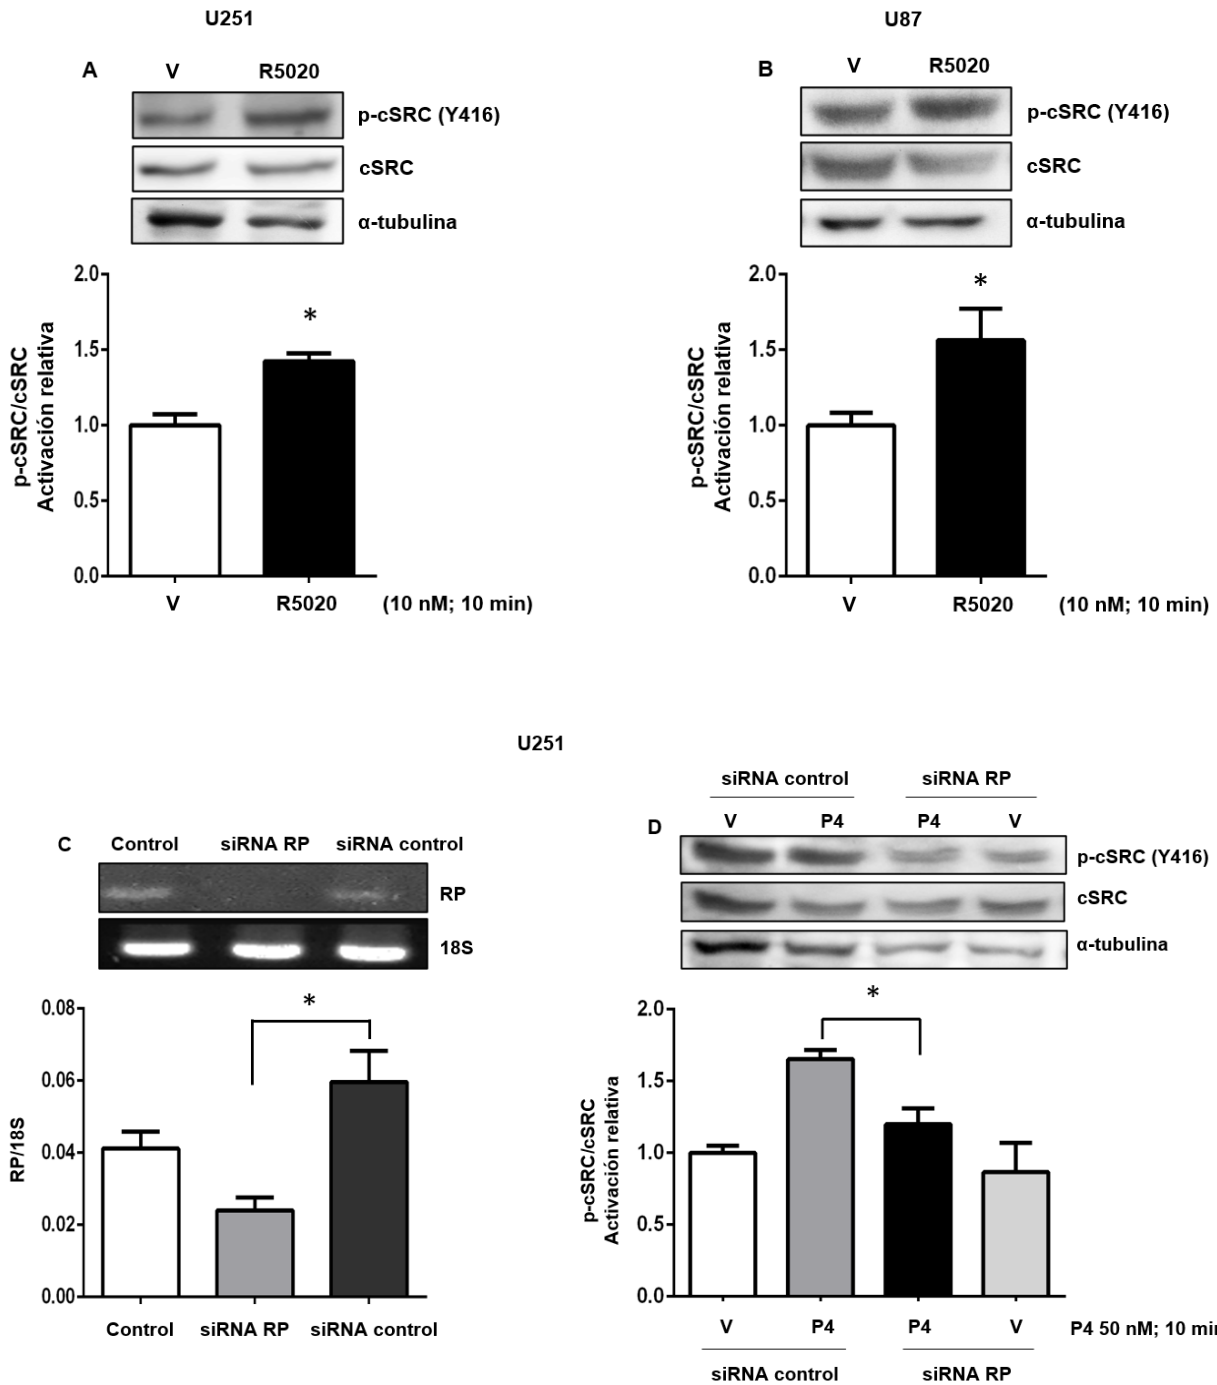 U251
U87
A
V R5020
p-cSRC (Y416)
cSRC
α-tubulina
B
V R5020
p-cSRC (Y416)
cSRC
α-tubulina
p-cSRC/cSRC
Activación relativa
2.0
*
1.5
1.0
0.5
0.0
V R5020 (10 nM; 10 min)
p-cSRC/cSRC
Activación relativa
2.0
*
1.5
1.0
0.5
0.0
V R5020 (10 nM; 10 min)
U251
C
Control siRNA RP siRNA control
RP
18S
RP/18S
0.08
*
0.06
0.04
0.02
0.00
Control siRNA RP siRNA control
siRNA control siRNA RP
D
V P4 P4 V
p-cSRC (Y416)
cSRC
α-tubulina
p-cSRC/cSRC
Activación relativa
2.0
*
1.5
1.0
0.5
0.0
V P4 P4 V P4 50 nM; 10 min
siRNA control siRNA RP